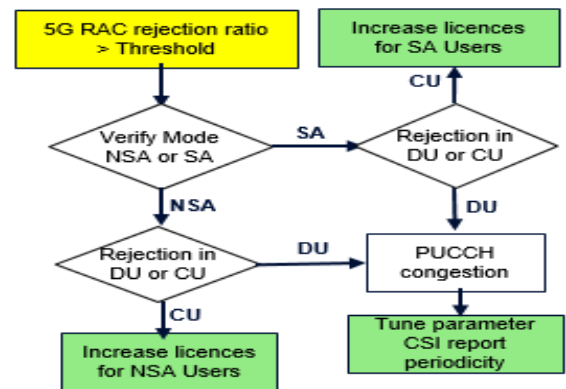 5G RAC rejection ratio
> Threshold
Increase licences
for SA Users
CU
Verify Mode
NSA or SA
SA
Rejection in
DU or CU
NSA
DU
Rejection in
DU or CU
DU
PUCCH
congestion
CU
Increase licences
for NSA Users
Tune parameter
CSI report
periodicity